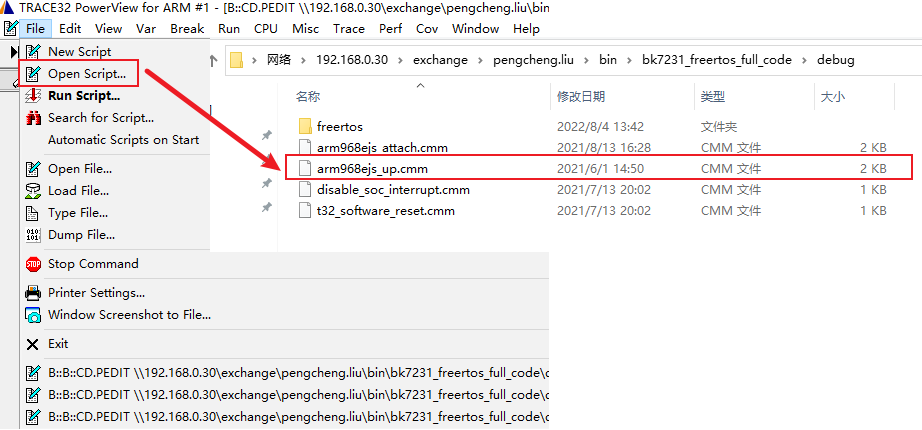 TRACE32 PowerView for ARM #1 - [B::CD.PEDIT \\192.168.0.30\exchange\pengcheng.liu\bin
File Edit View Var Break Run CPU Misc Trace Perf Cov Window Help
New Script
Open Script...
Run Script...
Search for Script...
Automatic Scripts on Start
Open File...
Load File...
Type File...
Dump File...
Stop Command
Printer Settings...
Window Screenshot to File...
Exit
B::B::CD.PEDIT \\192.168.0.30\exchange\pengcheng.liu\bin\bk7231_freertos_full_code\
B::B::CD.PEDIT \\192.168.0.30\exchange\pengcheng.liu\bin\bk7231_freertos_full_code\
B::B::CD.PEDIT \\192.168.0.30\exchange\pengcheng.liu\bin\bk7231_freertos_full_code\
网络 192.168.0.30 exchange pengcheng.liu bin bk7231_freertos_full_code debug
名称 修改日期 类型 大小
freertos 2022/8/4 13:42 文件夹
arm968ejs_attach.cmm 2021/8/13 16:28 CMM 文件 2 KB
arm968ejs_up.cmm 2021/6/1 14:50 CMM 文件 2 KB
disable_soc_interrupt.cmm 2021/7/13 20:02 CMM 文件 1 KB
t32_software_reset.cmm 2021/7/13 20:02 CMM 文件 1 KB